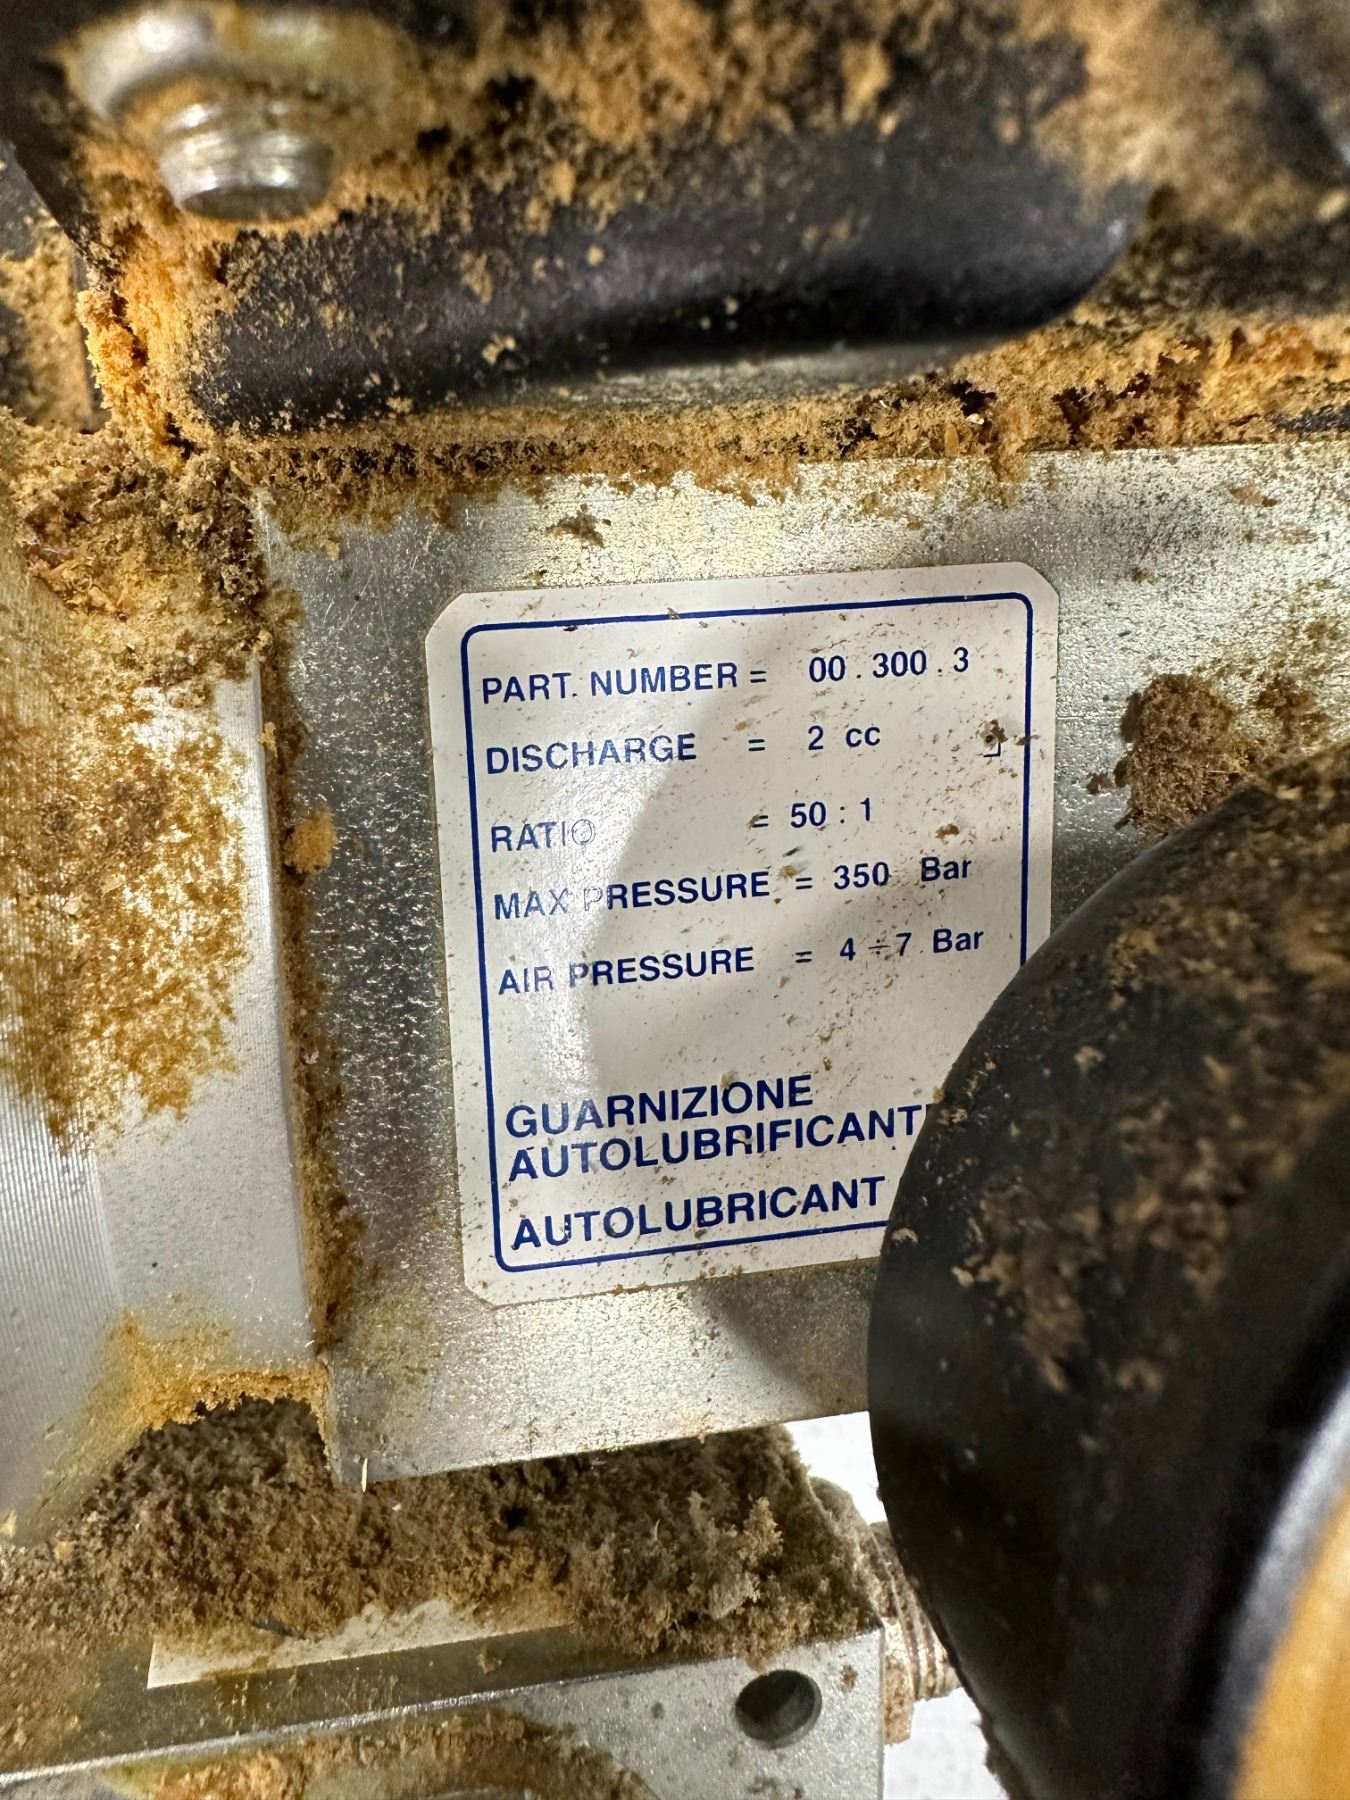 PART. NUMBER = 00.300.3
DISCHARGE = 2 cc
RATIO = 50:1
MAX PRESSURE = 350 Bar
AIR PRESSURE = 4÷7 Bar
GUARNIZIONE
AUTOLUBRIFICANT
AUTOLUBRICANT